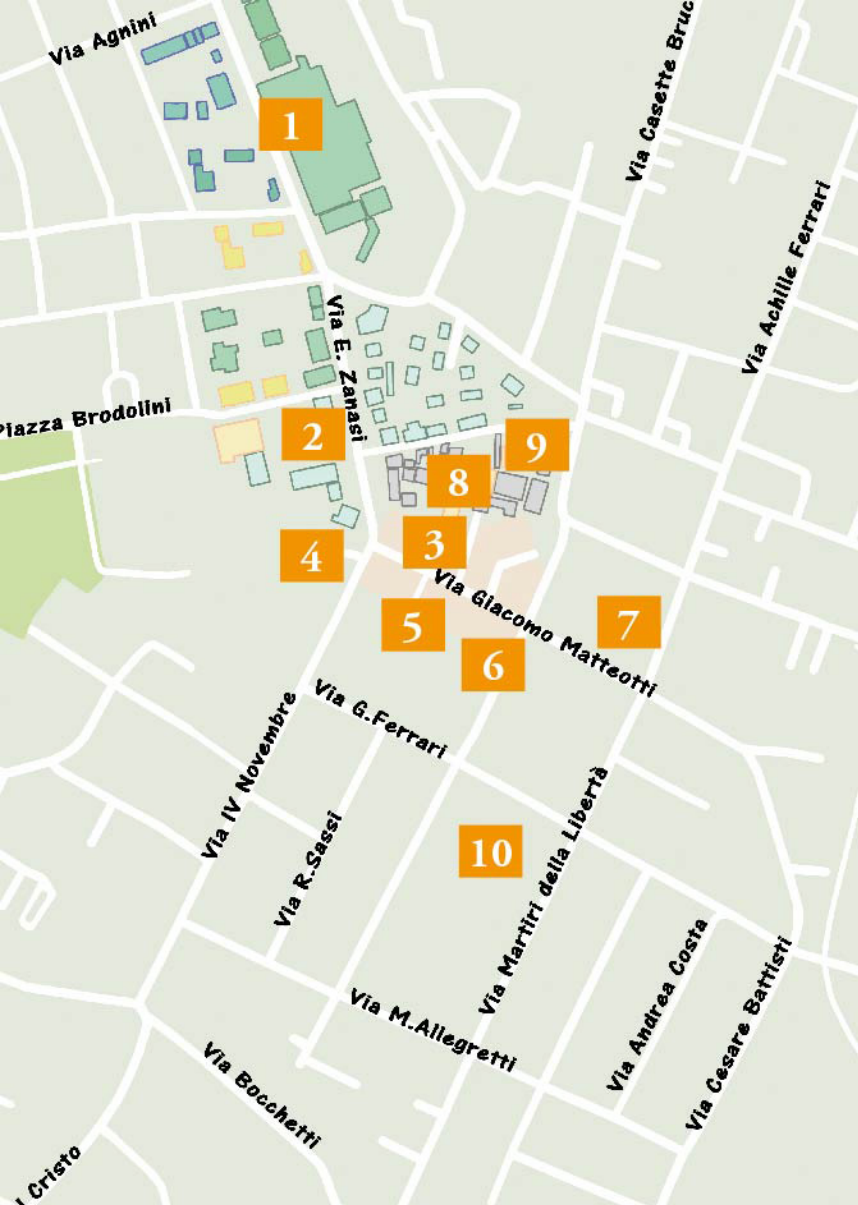 Via Agnini
Via Casette Bruc
1
Via Achille Ferrari
Via E. Zanasi
Piazza Brodolini
2
9
8
3
4
Via Giacomo Matteotti
5
7
6
Via G.Ferrari
Via IV Novembre
Via R.Sassi
10
Via Martiri della Libertà
Via Andrea Costa
Via Cesare Battisti
Via M.Allegretti
Via Bocchetti
l Cristo